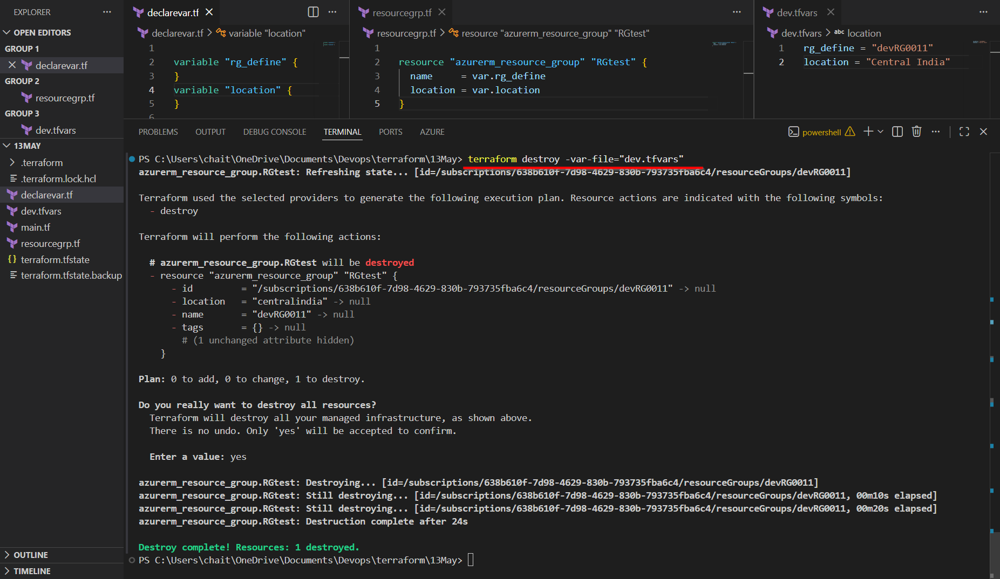 EXPLORER
OPEN EDITORS
GROUP 1
declarevar.tf
GROUP 2
resourcegrp.tf
GROUP 3
dev.tfvars
13MAY
.terraform
.terraform.lock.hcl
declarevar.tf
dev.tfvars
main.tf
resourcegrp.tf
{} terraform.tfstate
terraform.tfstate.backup
OUTLINE
TIMELINE
declarevar.tf
declarevar.tf > variable "location"
1
2 variable "rg_define" {
3 }
4 variable "location" {
5 }
6
resourcegrp.tf
resourcegrp.tf > resource "azurerm_resource_group" "RGtest"
1
2 resource "azurerm_resource_group" "RGtest" {
3 name = var.rg_define
4 location = var.location
5 }
dev.tfvars
dev.tfvars > abc location
1 rg_define = "devRG0011"
2 location = "Central India"
PROBLEMS OUTPUT DEBUG CONSOLE TERMINAL PORTS AZURE
powershell
PS C:\Users\chait\OneDrive\Documents\Devops\terraform\13May> terraform destroy -var-file="dev.tfvars"
azurerm_resource_group.RGtest: Refreshing state... [id=/subscriptions/638b610f-7d98-4629-830b-793735fba6c4/resourceGroups/devRG0011]
Terraform used the selected providers to generate the following execution plan. Resource actions are indicated with the following symbols:
- destroy
Terraform will perform the following actions:
# azurerm_resource_group.RGtest will be destroyed
- resource "azurerm_resource_group" "RGtest" {
- id = "/subscriptions/638b610f-7d98-4629-830b-793735fba6c4/resourceGroups/devRG0011" -> null
- location = "centralindia" -> null
- name = "devRG0011" -> null
- tags = {} -> null
# (1 unchanged attribute hidden)
}
Plan: 0 to add, 0 to change, 1 to destroy.
Do you really want to destroy all resources?
Terraform will destroy all your managed infrastructure, as shown above.
There is no undo. Only 'yes' will be accepted to confirm.
Enter a value: yes
azurerm_resource_group.RGtest: Destroying... [id=/subscriptions/638b610f-7d98-4629-830b-793735fba6c4/resourceGroups/devRG0011]
azurerm_resource_group.RGtest: Still destroying... [id=/subscriptions/638b610f-7d98-4629-830b-793735fba6c4/resourceGroups/devRG0011, 00m10s elapsed]
azurerm_resource_group.RGtest: Still destroying... [id=/subscriptions/638b610f-7d98-4629-830b-793735fba6c4/resourceGroups/devRG0011, 00m20s elapsed]
azurerm_resource_group.RGtest: Destruction complete after 24s
Destroy complete! Resources: 1 destroyed.
PS C:\Users\chait\OneDrive\Documents\Devops\terraform\13May>